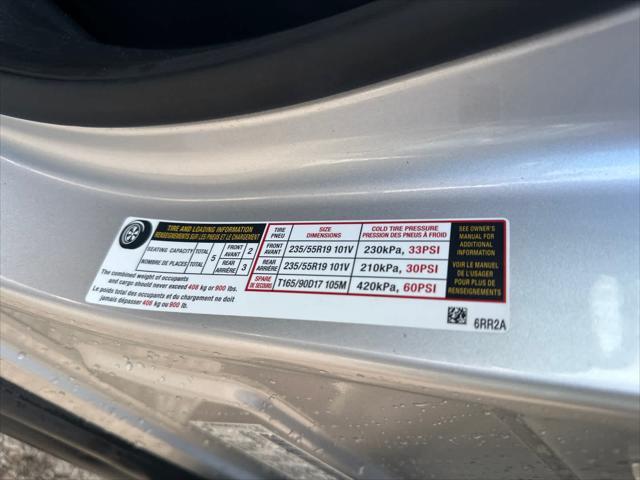 TIRE AND LOADING INFORMATION
RENSEIGNEMENTS SUR LES PNEUS ET LE CHARGEMENT
SEATING CAPACITY TOTAL 5 FRONT AVANT 2
NOMBRE DE PLACES TOTAL REAR ARRIÈRE 3
The combined weight of occupants
and cargo should never exceed 408 kg or 900 lbs.
Le poids total des occupants et du chargement ne doit
jamais dépasser 408 kg ou 900 lb.
TIRE PNEU SIZE DIMENSIONS COLD TIRE PRESSURE PRESSION DES PNEUS À FROID
FRONT AVANT 235/55R19 101V 230kPa, 33PSI
REAR ARRIÈRE 235/55R19 101V 210kPa, 30PSI
SPARE DE SECOURS T165/90D17 105M 420kPa, 60PSI
SEE OWNER'S
MANUAL FOR
ADDITIONAL
INFORMATION
VOIR LE MANUEL
DE L'USAGER
POUR PLUS DE
RENSEIGNEMENTS
6RR2A